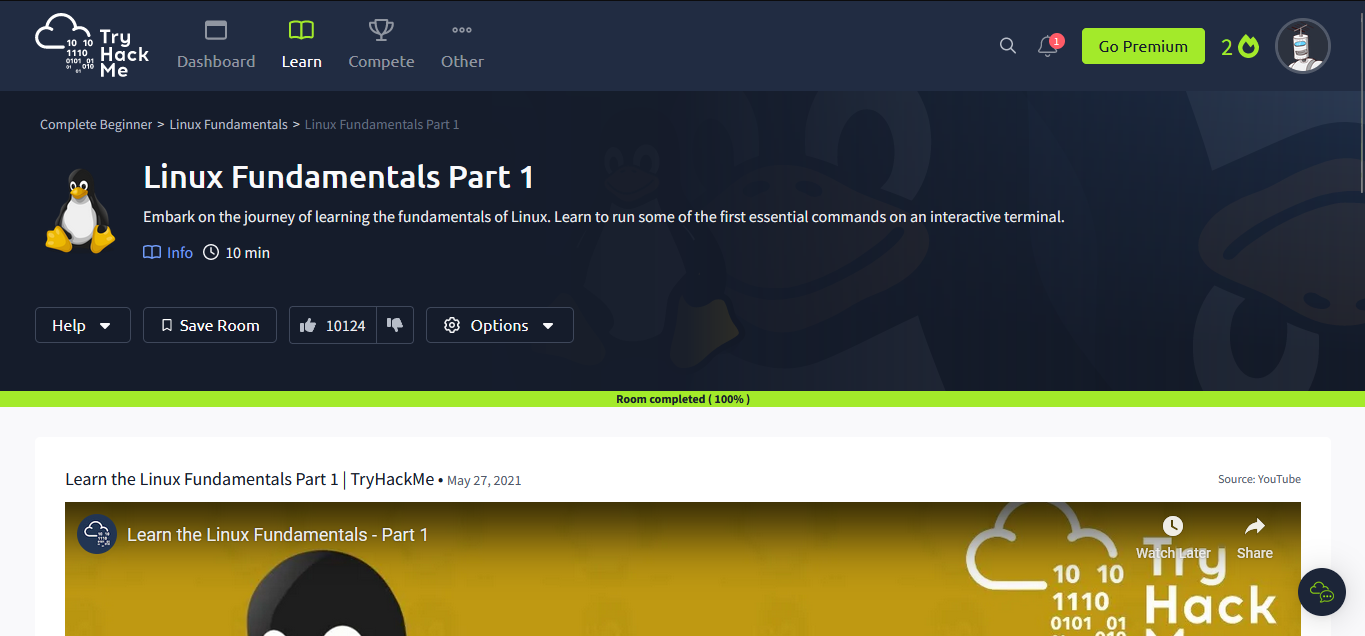 Try
Hack
Me
10 10
1110
0101 01
01 010
01
Dashboard
Learn
Compete
Other
1
Go Premium
2
Complete Beginner > Linux Fundamentals > Linux Fundamentals Part 1
Linux Fundamentals Part 1
Embark on the journey of learning the fundamentals of Linux. Learn to run some of the first essential commands on an interactive terminal.
Info
10 min
Help
Save Room
10124
Options
Room completed ( 100% )
Learn the Linux Fundamentals Part 1 | TryHackMe • May 27, 2021
Source: YouTube
Learn the Linux Fundamentals - Part 1
Watch Later
Share
Try
Hack
10 10
1110
0101 01